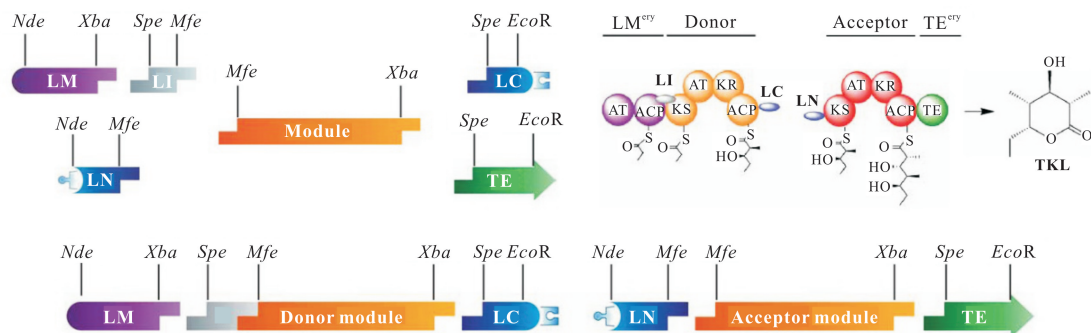 Nde Xba Spe Mfe
LM LI
Mfe Xba
Module
Nde Mfe
LN
Spe EcoR
LC
Spe EcoR
TE
LM^ery Donor Acceptor TE^ery
LI AT KR LC
AT ACP KS ACP
S S S
O O O
HO
LN AT KR
KS ACP TE
S S
O O
HO HO
HO
OH
O
O
TKL
Nde Xba Spe Mfe Xba Spe EcoR Nde Mfe Mfe Xba Spe EcoR
LM Donor module LC LN Acceptor module TE